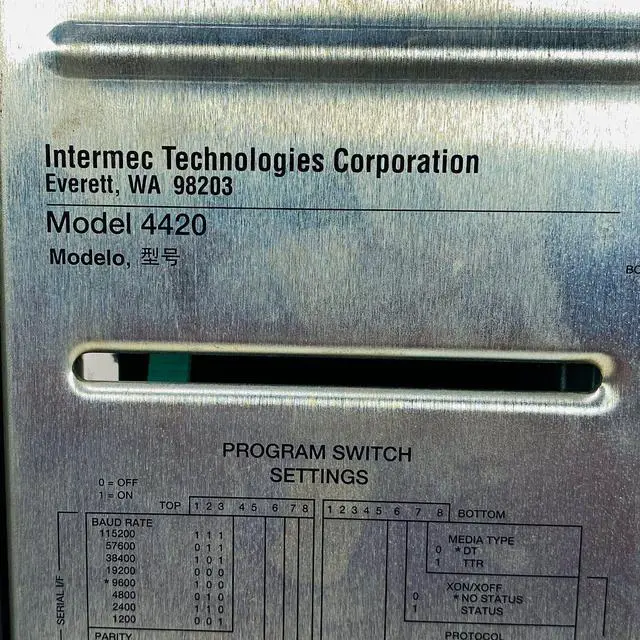 Intermec Technologies Corporation
Everett, WA 98203
Model 4420
Modelo, 型号
BO
PROGRAM SWITCH
SETTINGS
0 = OFF
1 = ON
TOP 1 2 3 4 5 6 7 8 1 2 3 4 5 6 7 8 BOTTOM
BAUD RATE
115200 1 1 1
57600 0 1 1
38400 1 0 1
19200 0 0 0
* 9600 1 0 0
4800 0 1 0
2400 1 1 0
1200 0 0 1
PARITY
SERIAL I/F
MEDIA TYPE
0 * DT
1 TTR
XON/XOFF
0 * NO STATUS
1 STATUS
PROTOCOL